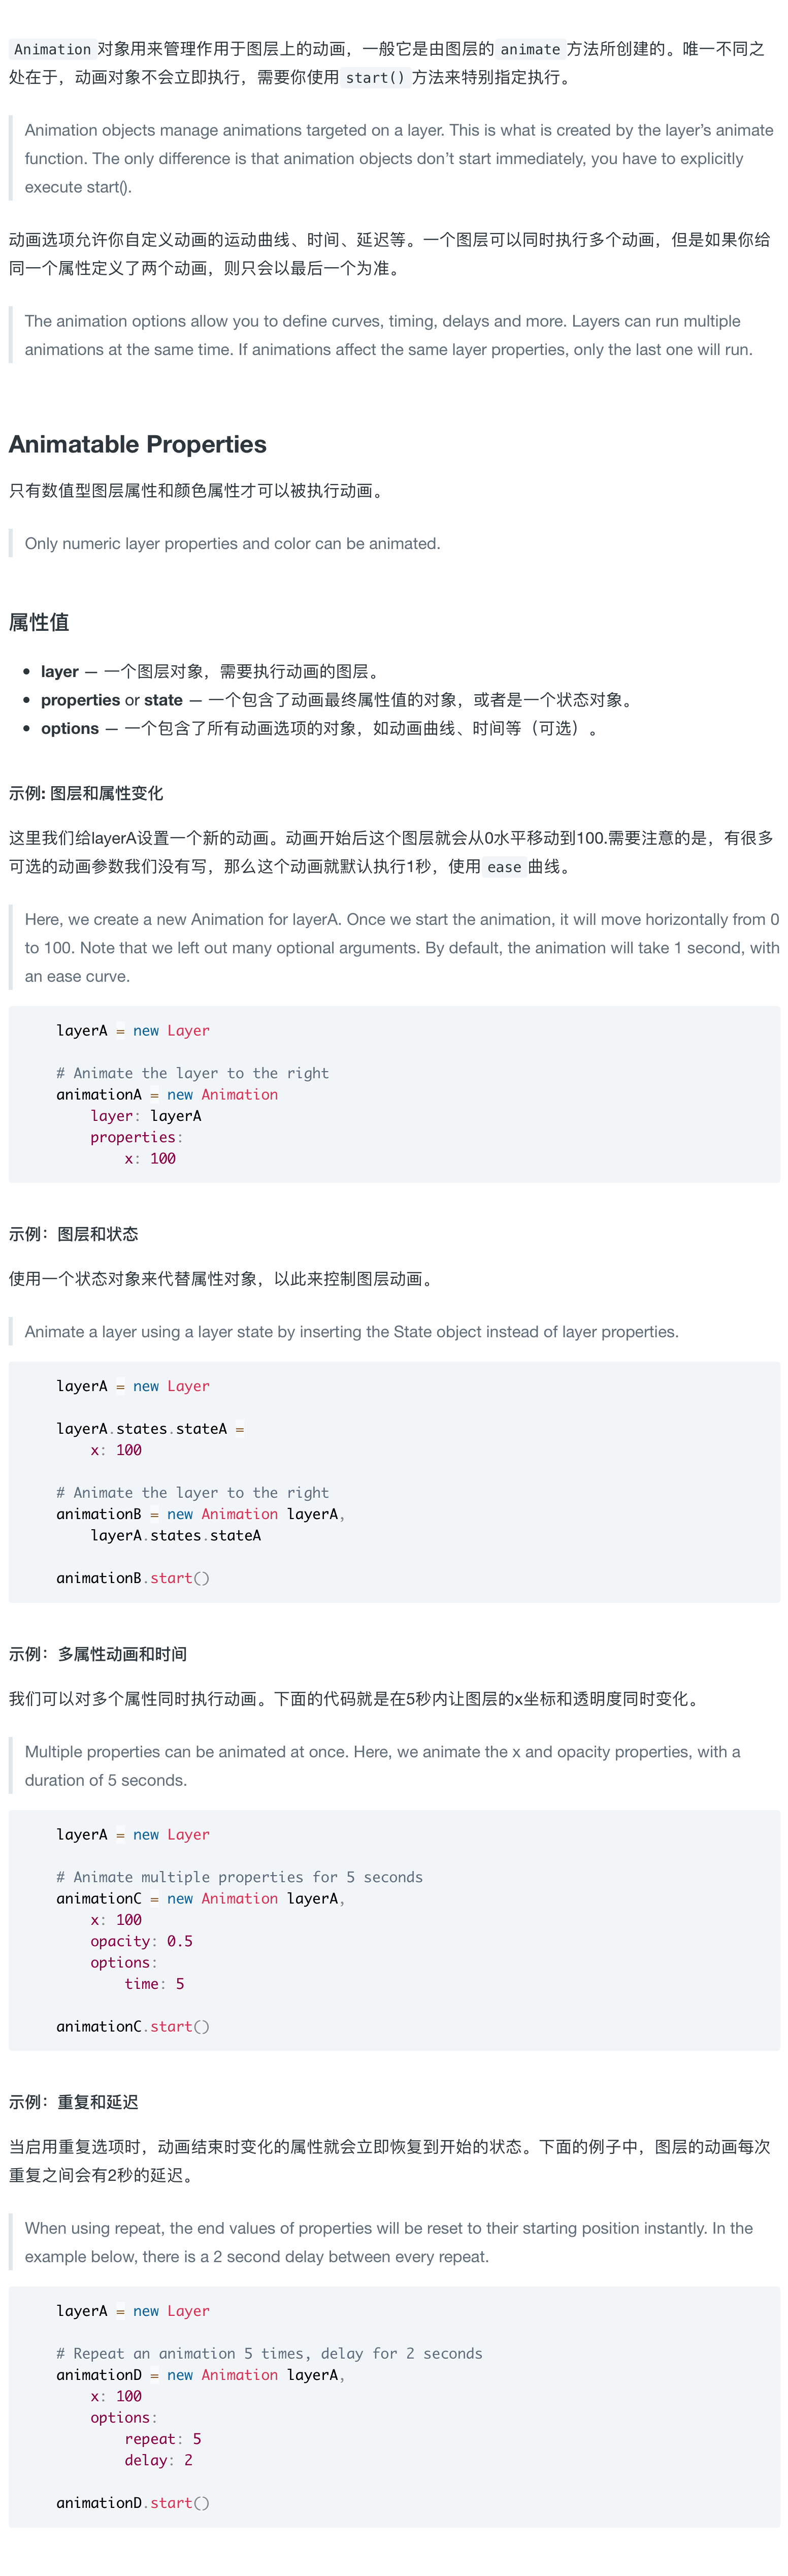 Animation对象用来管理作用于图层上的动画，一般它是由图层的animate方法所创建的。唯一不同之
处在于，动画对象不会立即执行，需要你使用start()方法来特别指定执行。
Animation objects manage animations targeted on a layer. This is what is created by the layer’s animate
function. The only difference is that animation objects don’t start immediately, you have to explicitly
execute start().
动画选项允许你自定义动画的运动曲线、时间、延迟等。一个图层可以同时执行多个动画，但是如果你给
同一个属性定义了两个动画，则只会以最后一个为准。
The animation options allow you to define curves, timing, delays and more. Layers can run multiple
animations at the same time. If animations affect the same layer properties, only the last one will run.
Animatable Properties
只有数值型图层属性和颜色属性才可以被执行动画。
Only numeric layer properties and color can be animated.
属性值
• layer — 一个图层对象，需要执行动画的图层。
• properties or state — 一个包含了动画最终属性值的对象，或者是一个状态对象。
• options — 一个包含了所有动画选项的对象，如动画曲线、时间等（可选）。
示例: 图层和属性变化
这里我们给layerA设置一个新的动画。动画开始后这个图层就会从0水平移动到100.需要注意的是，有很多
可选的动画参数我们没有写，那么这个动画就默认执行1秒，使用ease曲线。
Here, we create a new Animation for layerA. Once we start the animation, it will move horizontally from 0
to 100. Note that we left out many optional arguments. By default, the animation will take 1 second, with
an ease curve.
layerA = new Layer
# Animate the layer to the right
animationA = new Animation
layer: layerA
properties:
x: 100
示例：图层和状态
使用一个状态对象来代替属性对象，以此来控制图层动画。
Animate a layer using a layer state by inserting the State object instead of layer properties.
layerA = new Layer
layerA.states.stateA =
x: 100
# Animate the layer to the right
animationB = new Animation layerA,
layerA.states.stateA
animationB.start()
示例：多属性动画和时间
我们可以对多个属性同时执行动画。下面的代码就是在5秒内让图层的x坐标和透明度同时变化。
Multiple properties can be animated at once. Here, we animate the x and opacity properties, with a
duration of 5 seconds.
layerA = new Layer
# Animate multiple properties for 5 seconds
animationC = new Animation layerA,
x: 100
opacity: 0.5
options:
time: 5
animationC.start()
示例：重复和延迟
当启用重复选项时，动画结束时变化的属性就会立即恢复到开始的状态。下面的例子中，图层的动画每次
重复之间会有2秒的延迟。
When using repeat, the end values of properties will be reset to their starting position instantly. In the
example below, there is a 2 second delay between every repeat.
layerA = new Layer
# Repeat an animation 5 times, delay for 2 seconds
animationD = new Animation layerA,
x: 100
options:
repeat: 5
delay: 2
animationD.start()